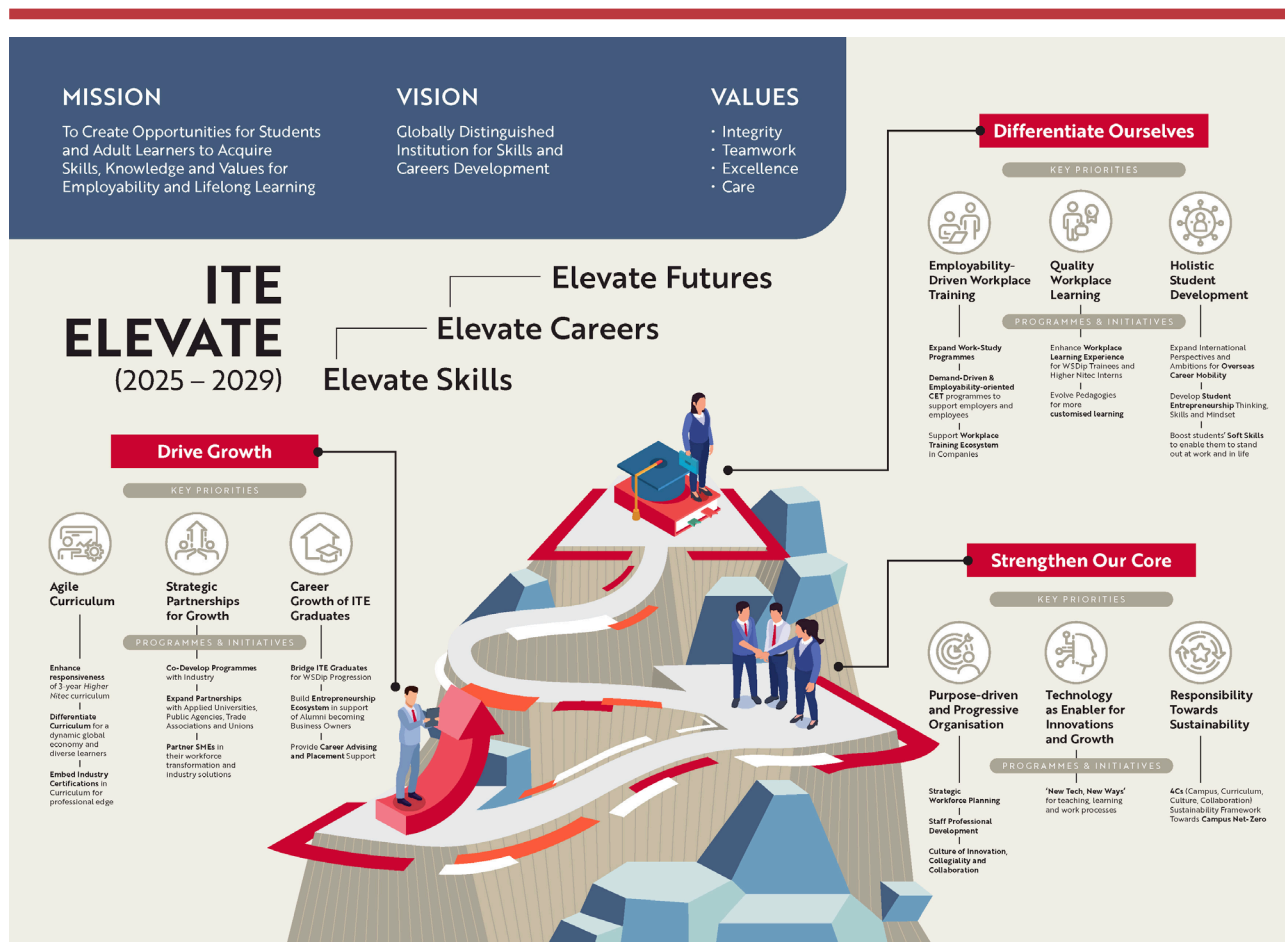 MISSION
To Create Opportunities for Students
and Adult Learners to Acquire
Skills, Knowledge and Values for
Employability and Lifelong Learning
VISION
Globally Distinguished
Institution for Skills and
Careers Development
VALUES
• Integrity
• Teamwork
• Excellence
• Care
ITE
ELEVATE
(2025 – 2029)
Elevate Futures
Elevate Careers
Elevate Skills
Differentiate Ourselves
KEY PRIORITIES
Employability-
Driven Workplace
Training
Quality
Workplace
Learning
Holistic
Student
Development
PROGRAMMES & INITIATIVES
Expand Work-Study
Programmes
Demand-Driven &
Employability-oriented
CET programmes to
support employers and
employees
Support Workplace
Training Ecosystem
in Companies
Enhance Workplace
Learning Experience
for WSDip Trainees and
Higher Nitec Interns
Evolve Pedagogies
for more
customised learning
Expand International
Perspectives and
Ambitions for Overseas
Career Mobility
Develop Student
Entrepreneurship Thinking,
Skills and Mindset
Boost students' Soft Skills
to enable them to stand
out at work and in life
Drive Growth
KEY PRIORITIES
Agile
Curriculum
Strategic
Partnerships
for Growth
Career
Growth of ITE
Graduates
PROGRAMMES & INITIATIVES
Enhance
responsiveness
of 3-year Higher
Nitec curriculum
Differentiate
Curriculum for a
dynamic global
economy and
diverse learners
Embed Industry
Certifications in
Curriculum for
professional edge
Co-Develop Programmes
with Industry
Expand Partnerships
with Applied Universities,
Public Agencies, Trade
Associations and Unions
Partner SMEs in
their workforce
transformation and
industry solutions
Bridge ITE Graduates
for WSDip Progression
Build Entrepreneurship
Ecosystem in support
of Alumni becoming
Business Owners
Provide Career Advising
and Placement Support
Strengthen Our Core
KEY PRIORITIES
Purpose-driven
and Progressive
Organisation
Technology
as Enabler for
Innovations
and Growth
Responsibility
Towards
Sustainability
PROGRAMMES & INITIATIVES
Strategic
Workforce Planning
Staff Professional
Development
Culture of Innovation,
Collegiality and
Collaboration
'New Tech, New Ways'
for teaching, learning
and work processes
4Cs (Campus, Curriculum,
Culture, Collaboration)
Sustainability Framework
Towards Campus Net-Zero